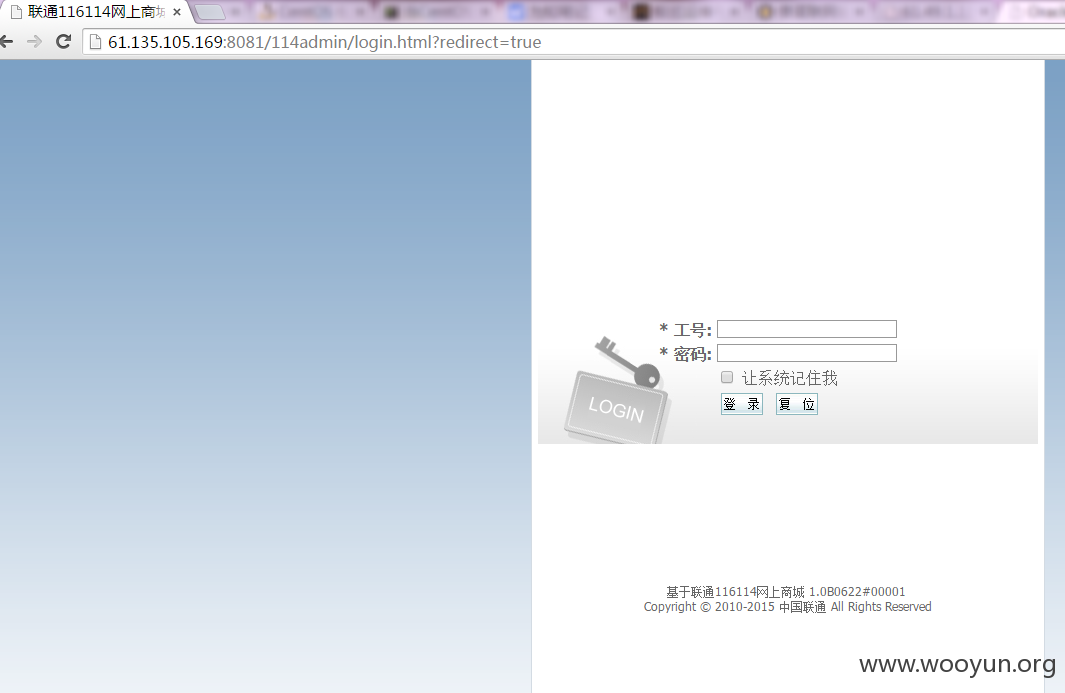 联通116114网上商城
61.135.105.169:8081/114admin/login.html?redirect=true
* 工号:
* 密码:
让系统记住我
LOGIN
登 录 复 位
基于联通116114网上商城 1.0B0622#00001
Copyright © 2010-2015 中国联通 All Rights Reserved
www.wooyun.org